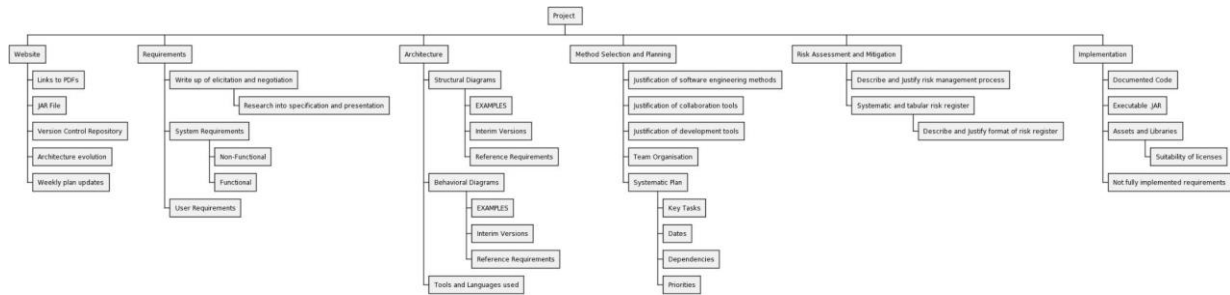 Project
Website
Links to PDFs
JAR File
Version Control Repository
Architecture evolution
Weekly plan updates
Requirements
Write up of elicitation and negotiation
Research into specification and presentation
System Requirements
Non-Functional
Functional
User Requirements
Architecture
Structural Diagrams
EXAMPLES
Interim Versions
Reference Requirements
Behavioral Diagrams
EXAMPLES
Interim Versions
Reference Requirements
Tools and Languages used
Method Selection and Planning
Justification of software engineering methods
Justification of collaboration tools
Justification of development tools
Team Organisation
Systematic Plan
Key Tasks
Dates
Dependencies
Priorities
Risk Assessment and Mitigation
Describe and Justify risk management process
Systematic and tabular risk register
Describe and Justify format of risk register
Implementation
Documented Code
Executable .JAR
Assets and Libraries
Suitability of licenses
Not fully implemented requirements